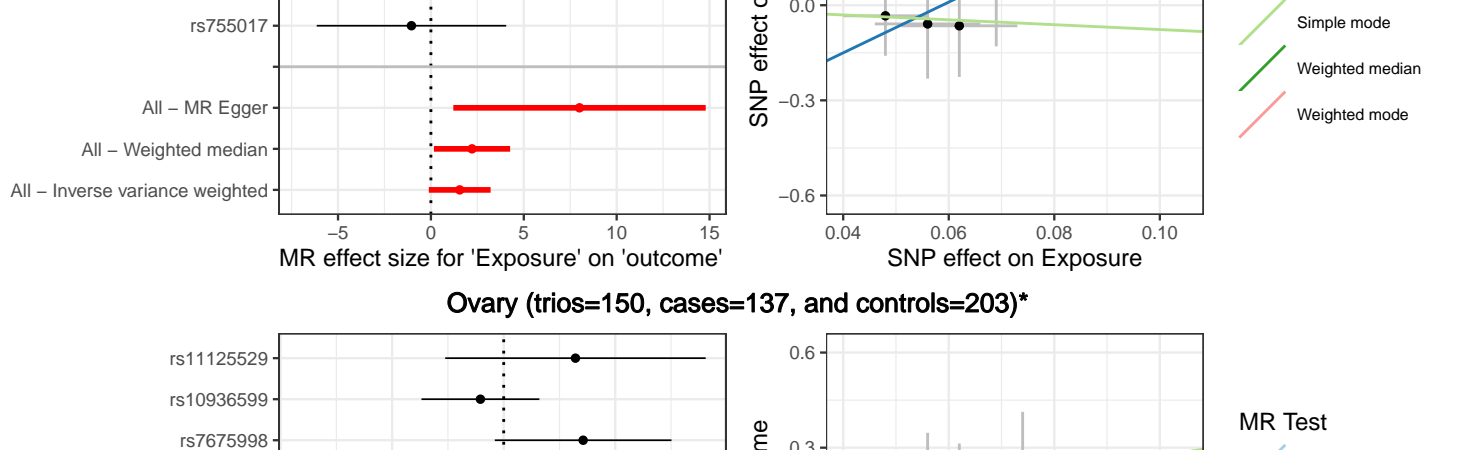 rs755017
All − MR Egger
All − Weighted median
All − Inverse variance weighted
−5 0 5 10 15
MR effect size for 'Exposure' on 'outcome'
0.0
−0.3
−0.6
SNP effect
0.04 0.06 0.08 0.10
SNP effect on Exposure
Simple mode
Weighted median
Weighted mode
Ovary (trios=150, cases=137, and controls=203)*
rs11125529
rs10936599
rs7675998
0.6
0.3
MR Test